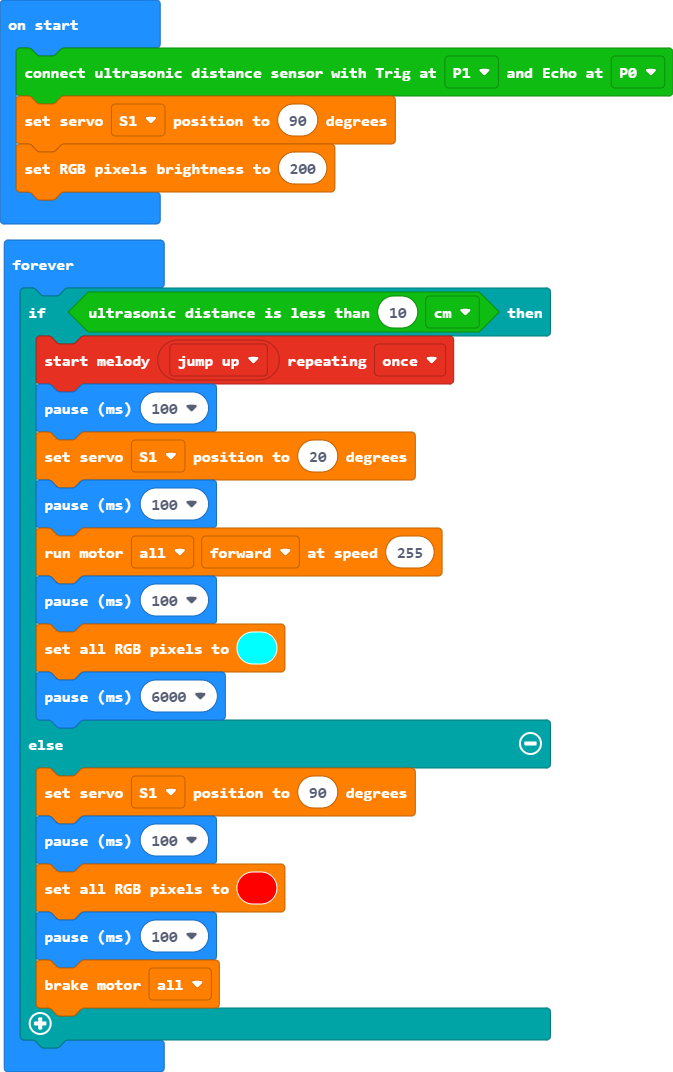 on start
connect ultrasonic distance sensor with Trig at P1 and Echo at P0
set servo S1 position to 90 degrees
set RGB pixels brightness to 200
forever
if ultrasonic distance is less than 10 cm then
start melody jump up repeating once
pause (ms) 100
set servo S1 position to 20 degrees
pause (ms) 100
run motor all forward at speed 255
pause (ms) 100
set all RGB pixels to
pause (ms) 6000
else
set servo S1 position to 90 degrees
pause (ms) 100
set all RGB pixels to
pause (ms) 100
brake motor all